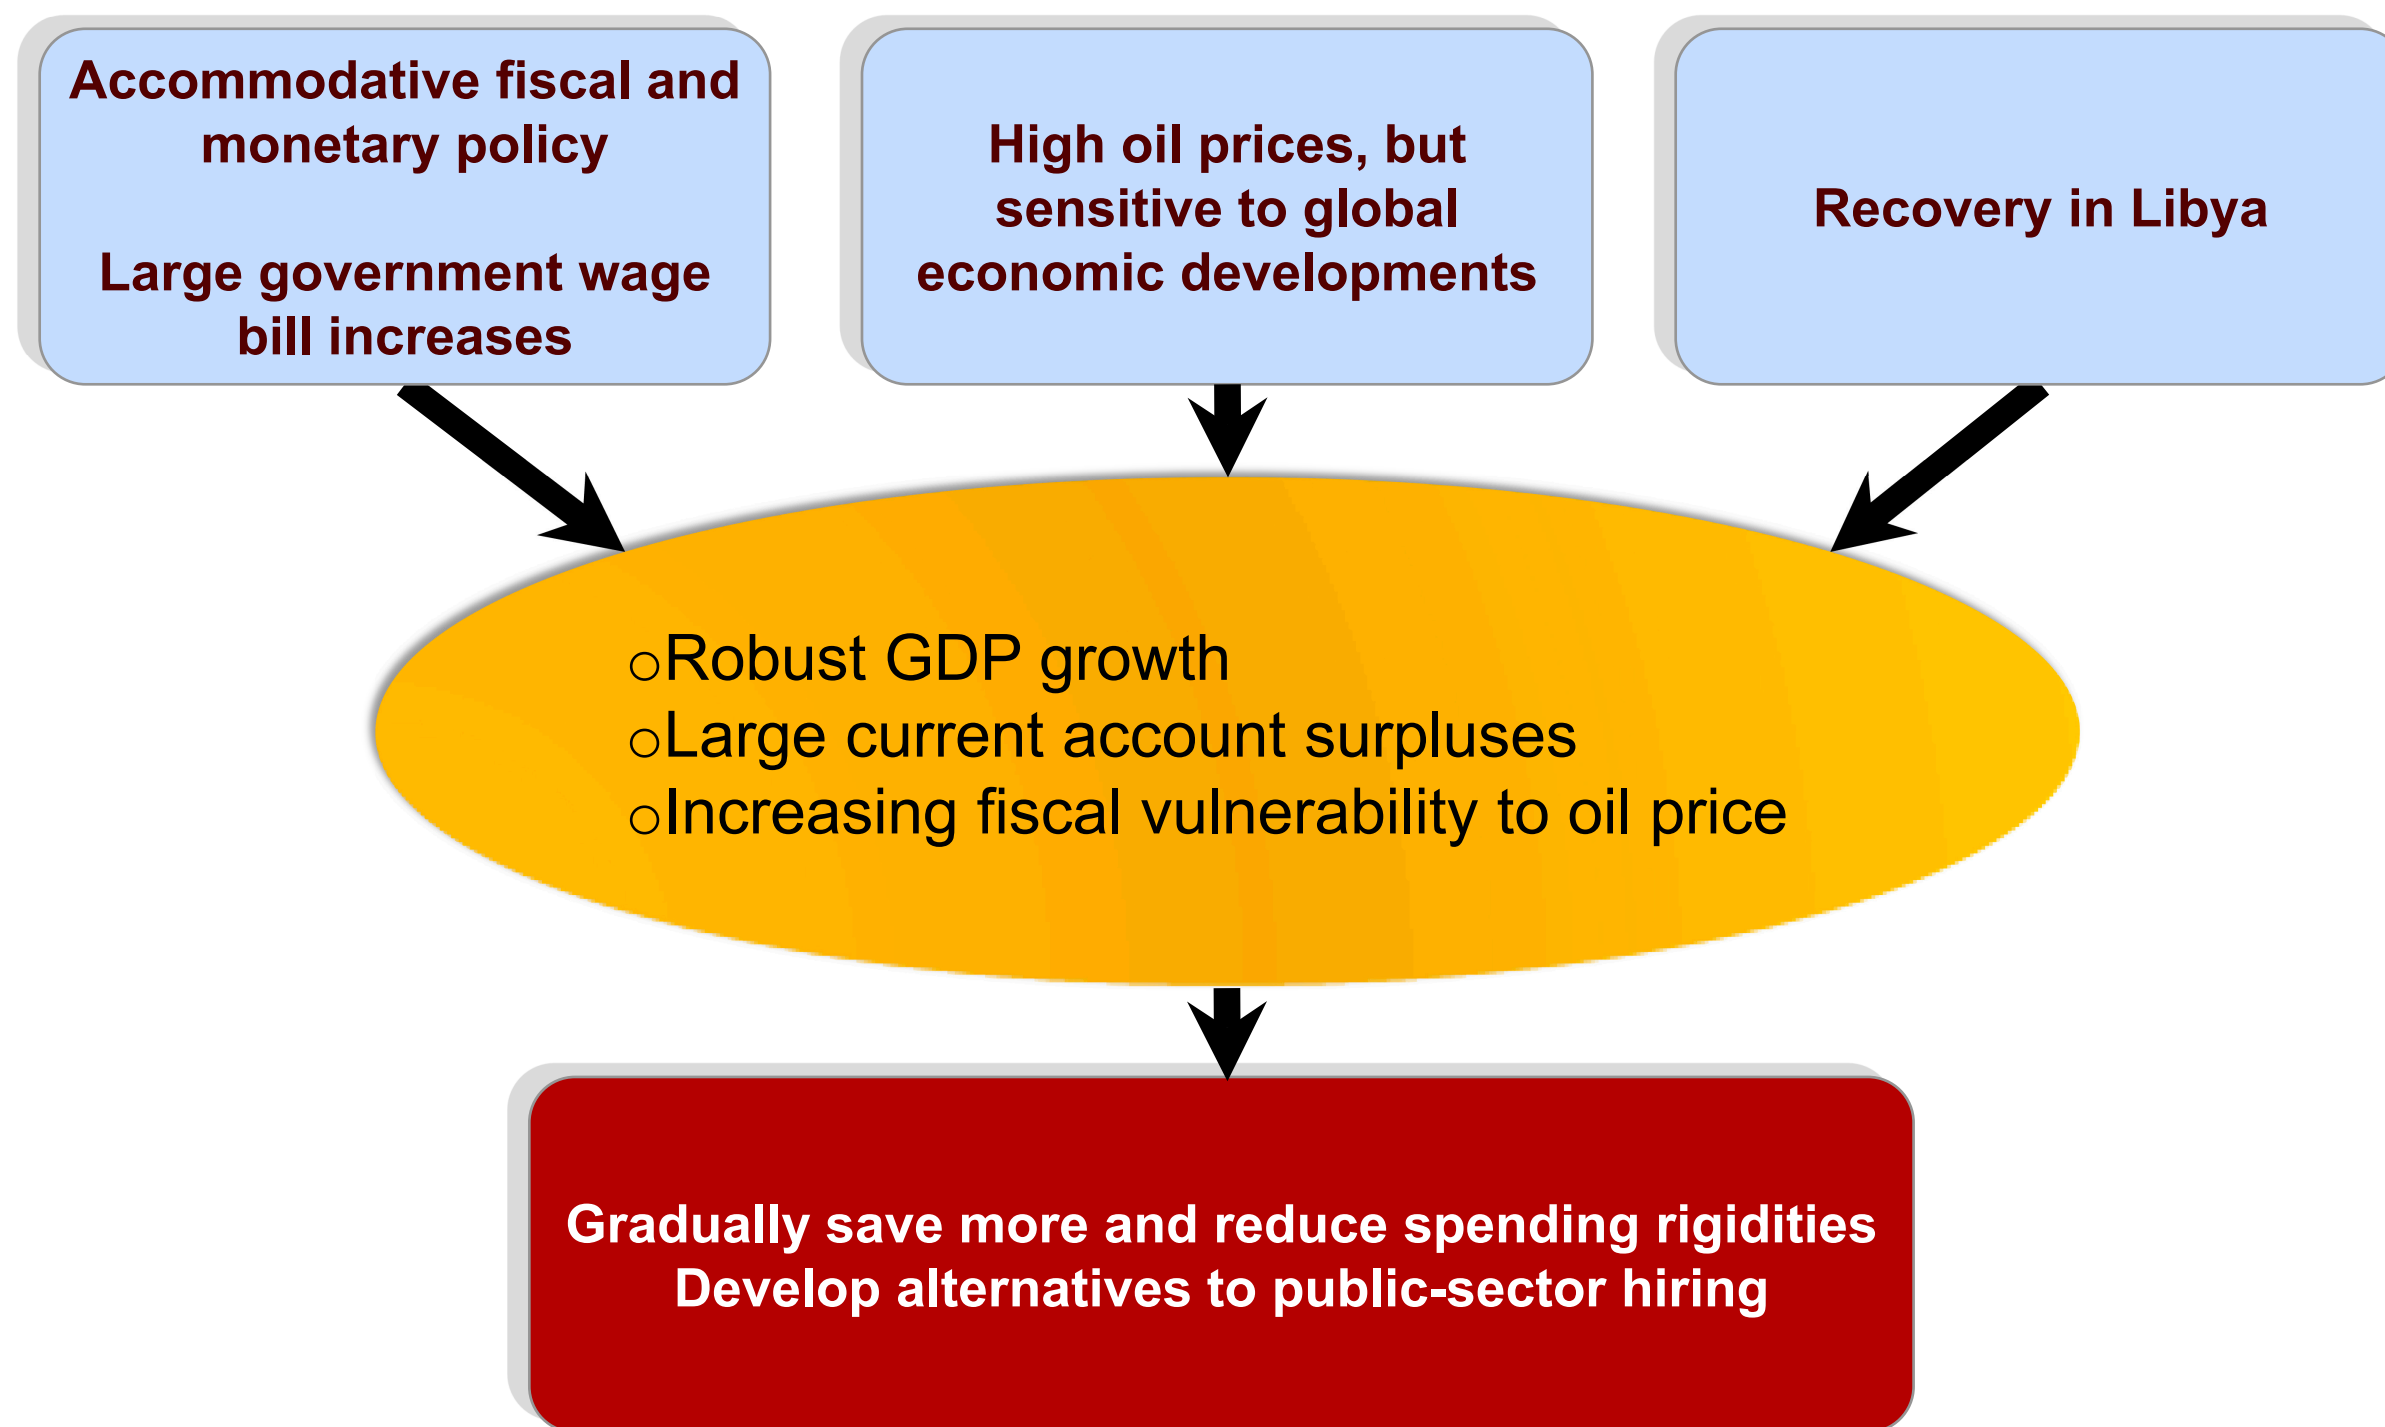 Accommodative fiscal and
monetary policy
Large government wage
bill increases
High oil prices, but
sensitive to global
economic developments
Recovery in Libya
○Robust GDP growth
○Large current account surpluses
○Increasing fiscal vulnerability to oil price
Gradually save more and reduce spending rigidities
Develop alternatives to public-sector hiring